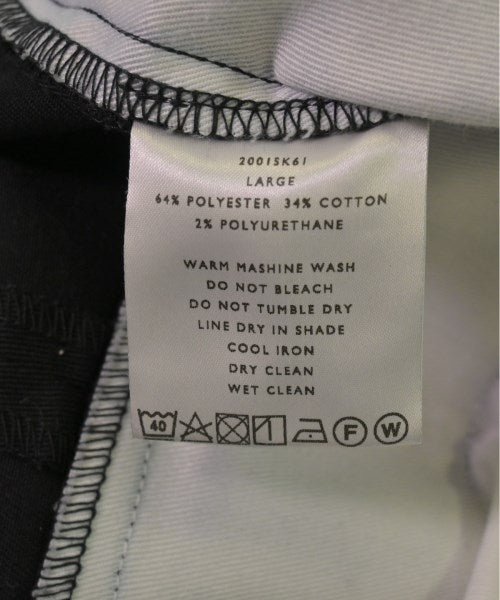 2001SK61
LARGE
64% POLYESTER 34% COTTON
2% POLYURETHANE
WARM MASHINE WASH
DO NOT BLEACH
DO NOT TUMBLE DRY
LINE DRY IN SHADE
COOL IRON
DRY CLEAN
WET CLEAN
40 F W